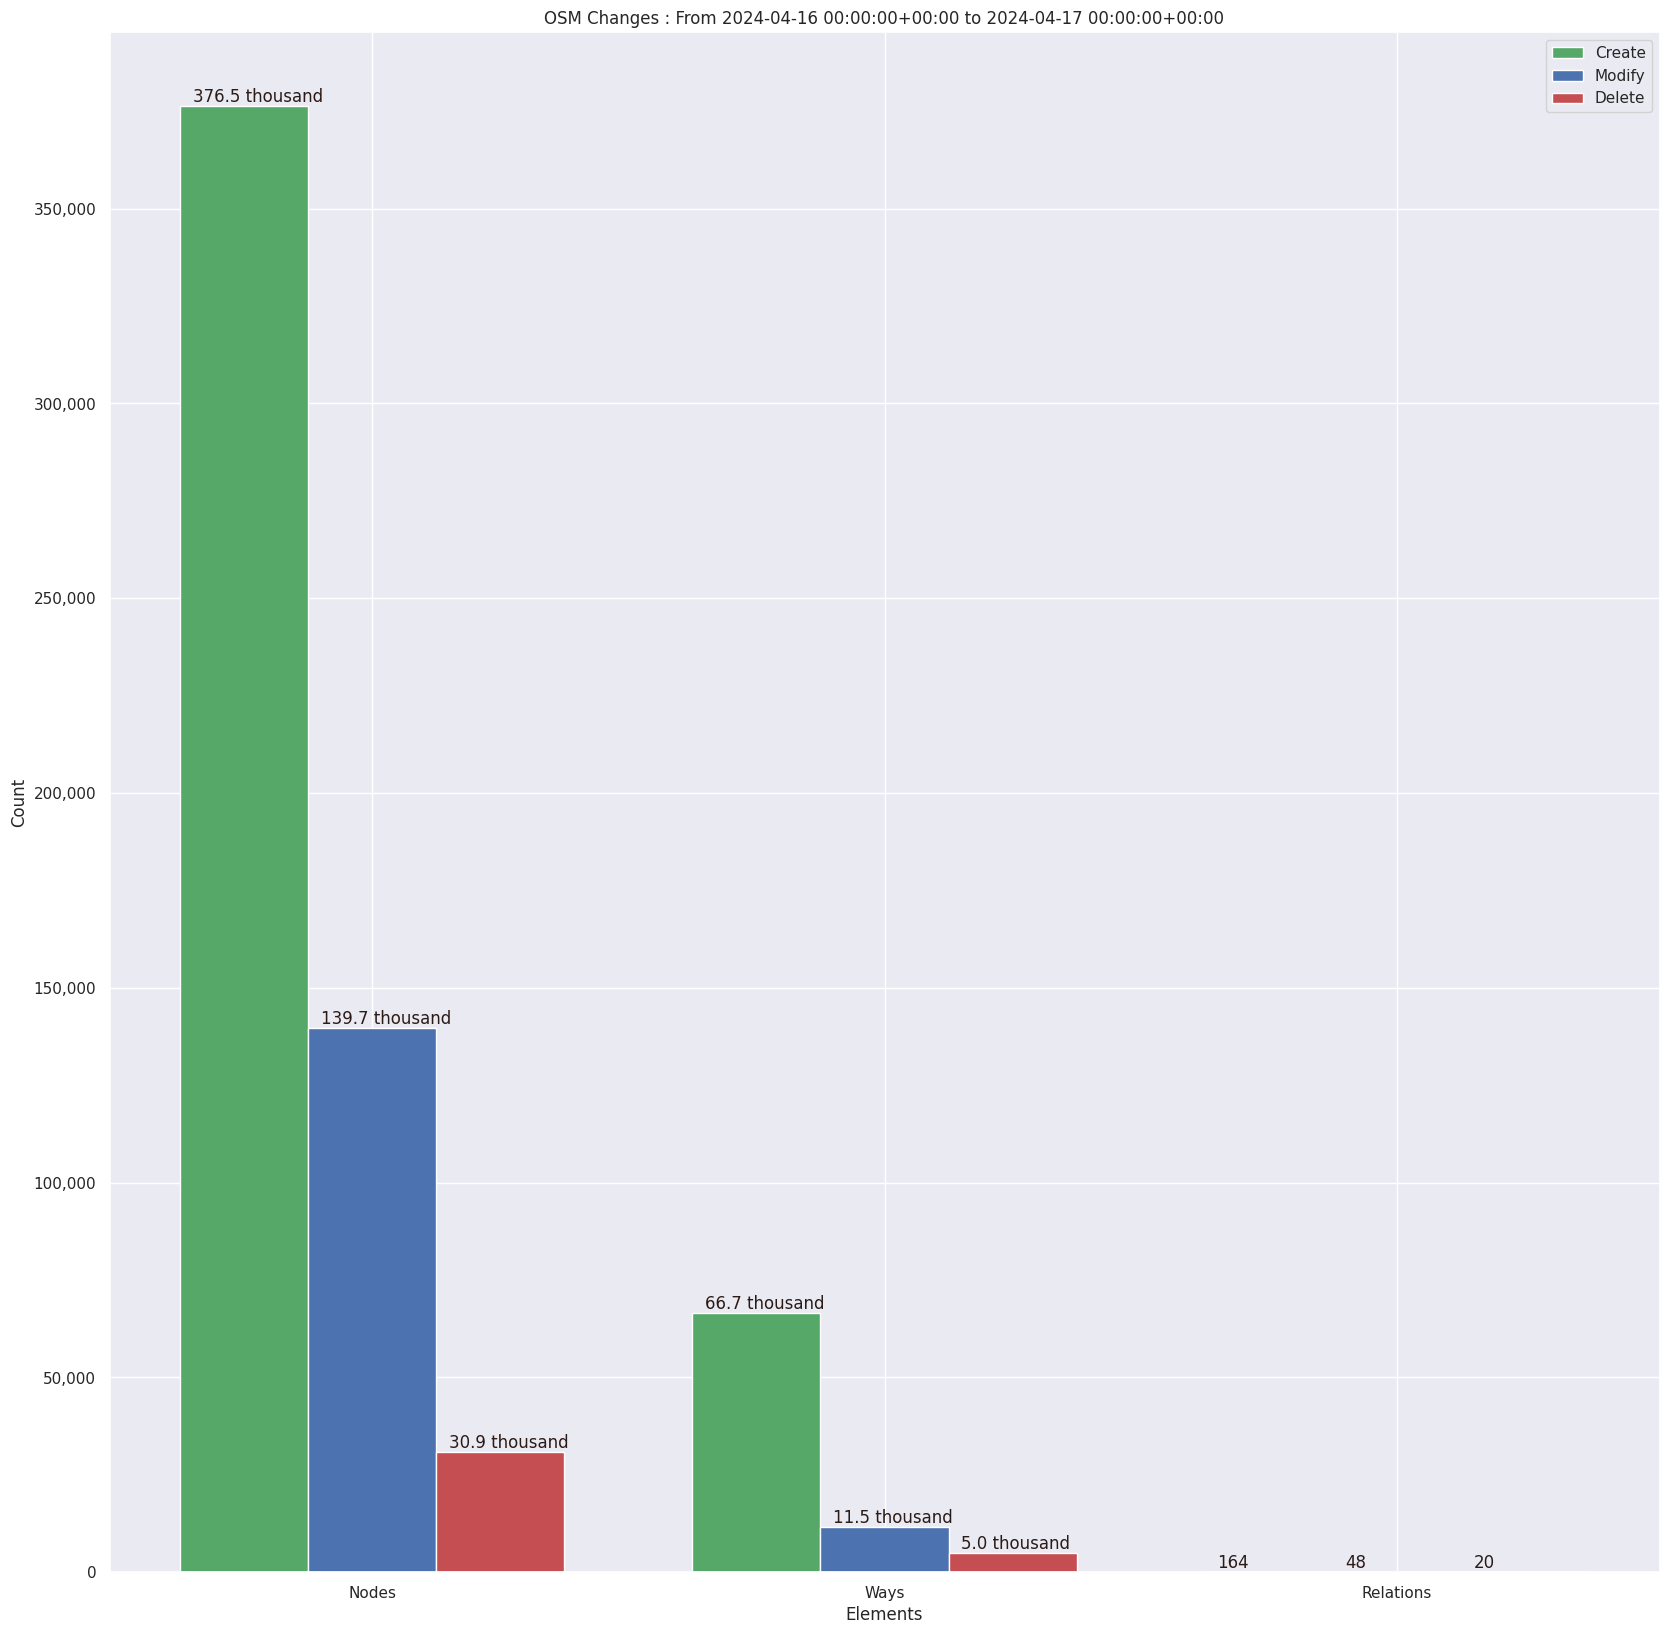 OSM Changes : From 2024-04-16 00:00:00+00:00 to 2024-04-17 00:00:00+00:00
Create
Modify
Delete
376.5 thousand
139.7 thousand
30.9 thousand
66.7 thousand
11.5 thousand
5.0 thousand
164
48
20
350,000
300,000
250,000
200,000
150,000
100,000
50,000
0
Count
Nodes
Ways
Relations
Elements